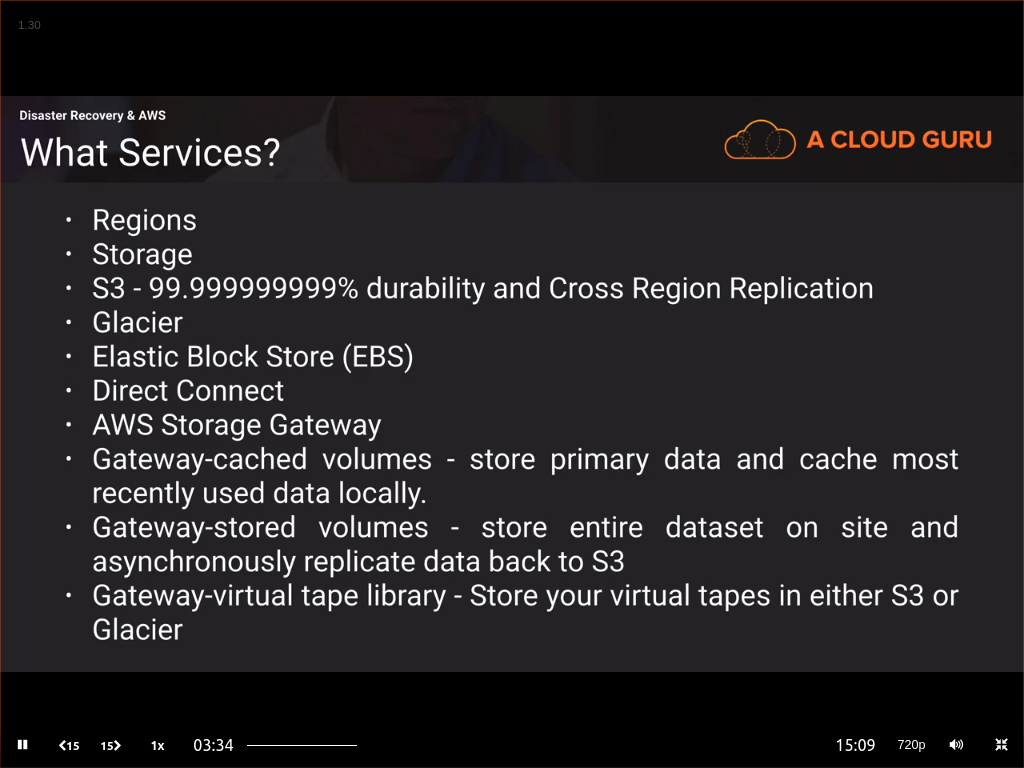 1.30
Disaster Recovery & AWS
What Services?
A CLOUD GURU
• Regions
• Storage
• S3 - 99.999999999% durability and Cross Region Replication
• Glacier
• Elastic Block Store (EBS)
• Direct Connect
• AWS Storage Gateway
• Gateway-cached volumes - store primary data and cache most
recently used data locally.
• Gateway-stored volumes - store entire dataset on site and
asynchronously replicate data back to S3
• Gateway-virtual tape library - Store your virtual tapes in either S3 or
Glacier
15 15 1x 03:34 15:09 720p